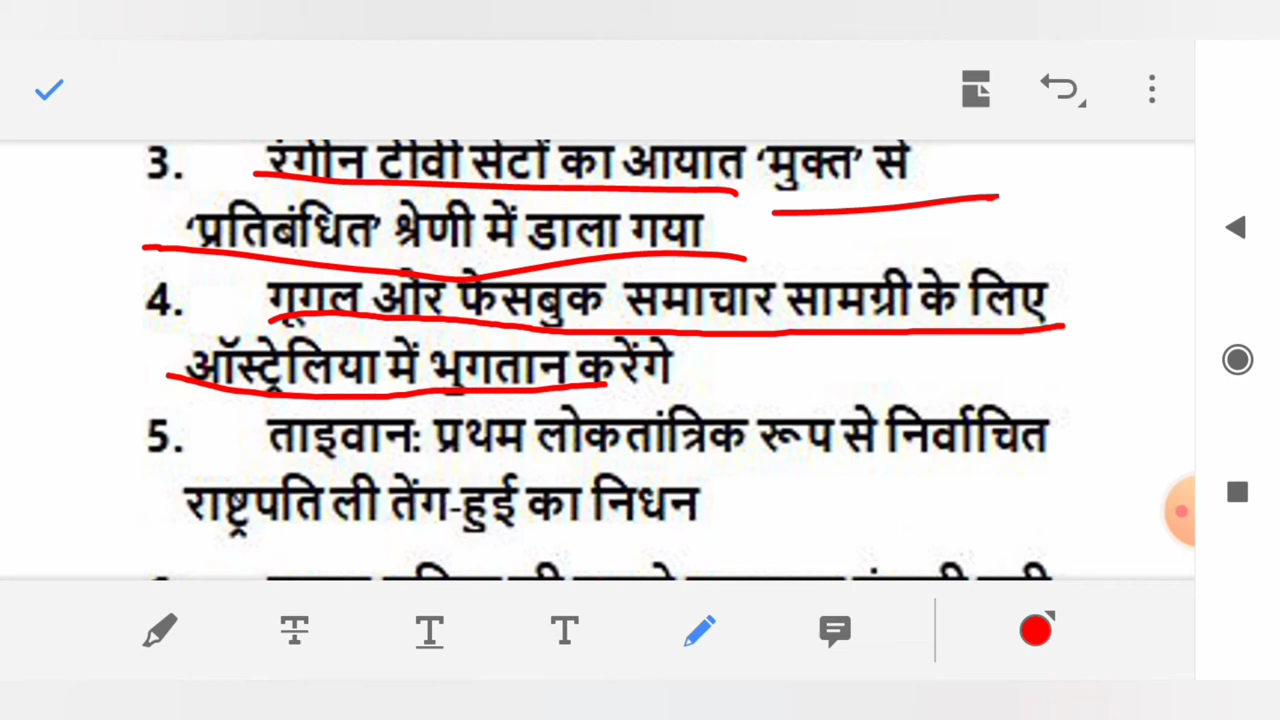 3. रंगीन टीवी सेटों का आयात ‘मुक्त’ से
‘प्रतिबंधित’ श्रेणी में डाला गया
4. गूगल और फेसबुक समाचार सामग्री के लिए
ऑस्ट्रेलिया में भुगतान करेंगे
5. ताइवान: प्रथम लोकतांत्रिक रूप से निर्वाचित
राष्ट्रपति ली तेंग-हुई का निधन